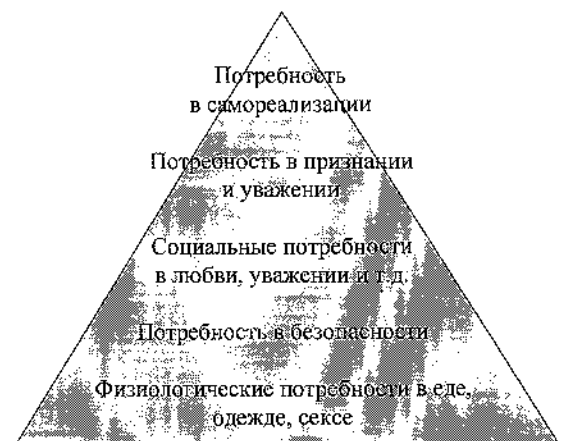 Потребность
в самореализации
Потребность в признании
и уважении
Социальные потребности
в любви, уважении и т.д.
Потребность в безопасности
Физиологические потребности в еде,
одежде, сексе